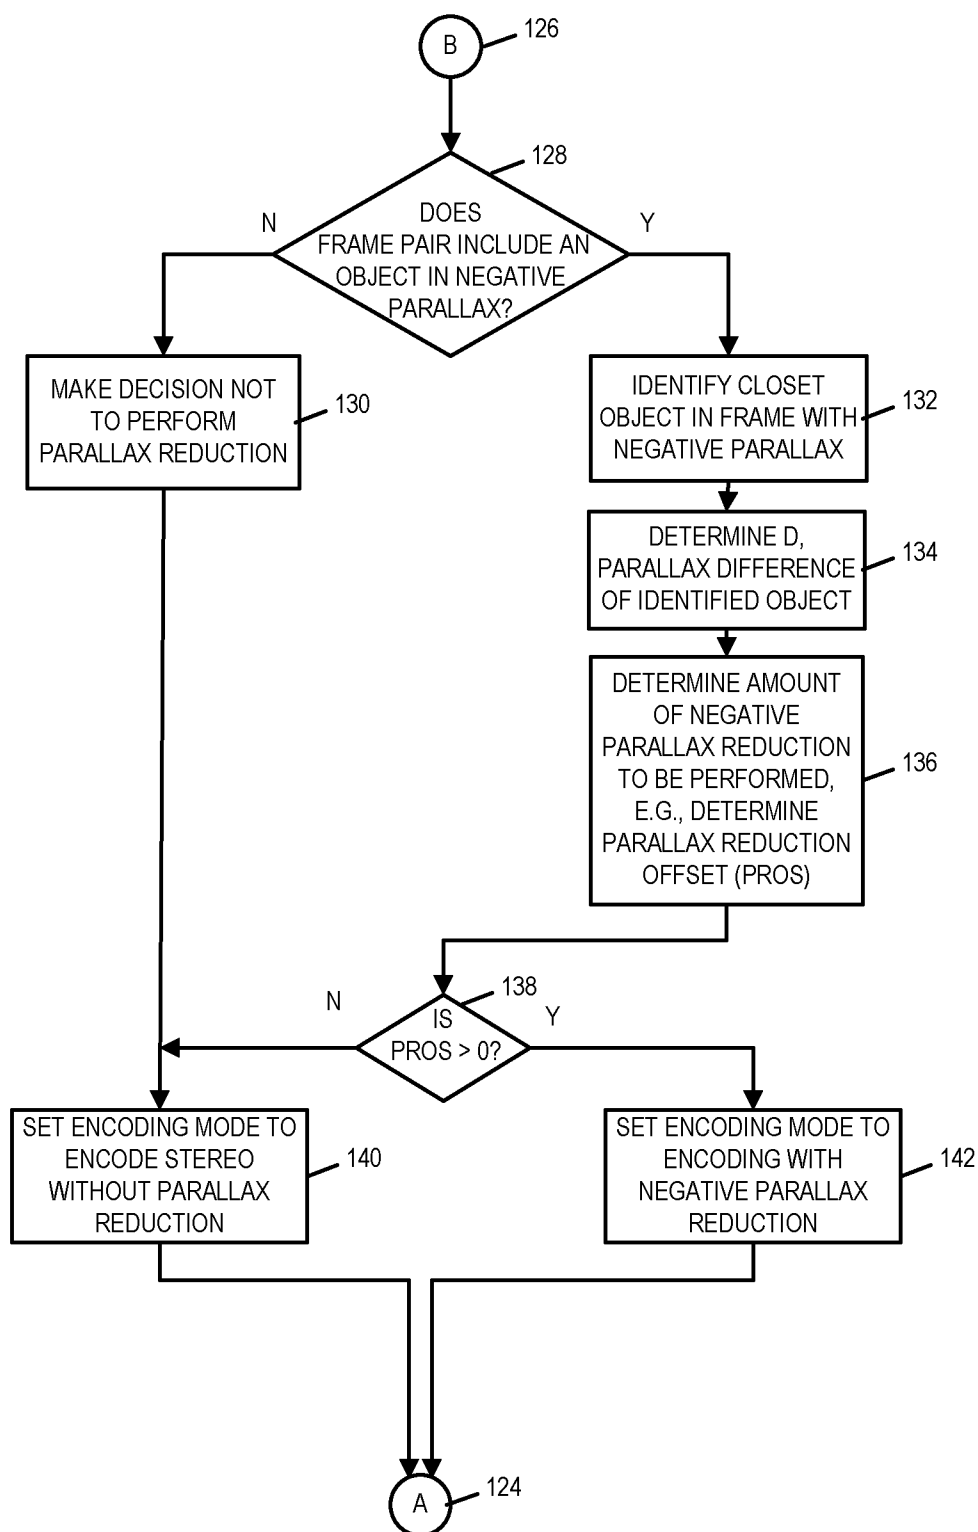 B
126
128
N
Y
DOES
FRAME PAIR INCLUDE AN
OBJECT IN NEGATIVE
PARALLAX?
MAKE DECISION NOT
TO PERFORM
PARALLAX REDUCTION
130
IDENTIFY CLOSET
OBJECT IN FRAME WITH
NEGATIVE PARALLAX
132
DETERMINE D,
PARALLAX DIFFERENCE
OF IDENTIFIED OBJECT
134
DETERMINE AMOUNT
OF NEGATIVE
PARALLAX REDUCTION
TO BE PERFORMED,
E.G., DETERMINE
PARALLAX REDUCTION
OFFSET (PROS)
136
138
N
Y
IS
PROS > 0?
SET ENCODING MODE TO
ENCODE STEREO
WITHOUT PARALLAX
REDUCTION
140
SET ENCODING MODE TO
ENCODING WITH
NEGATIVE PARALLAX
REDUCTION
142
A
124